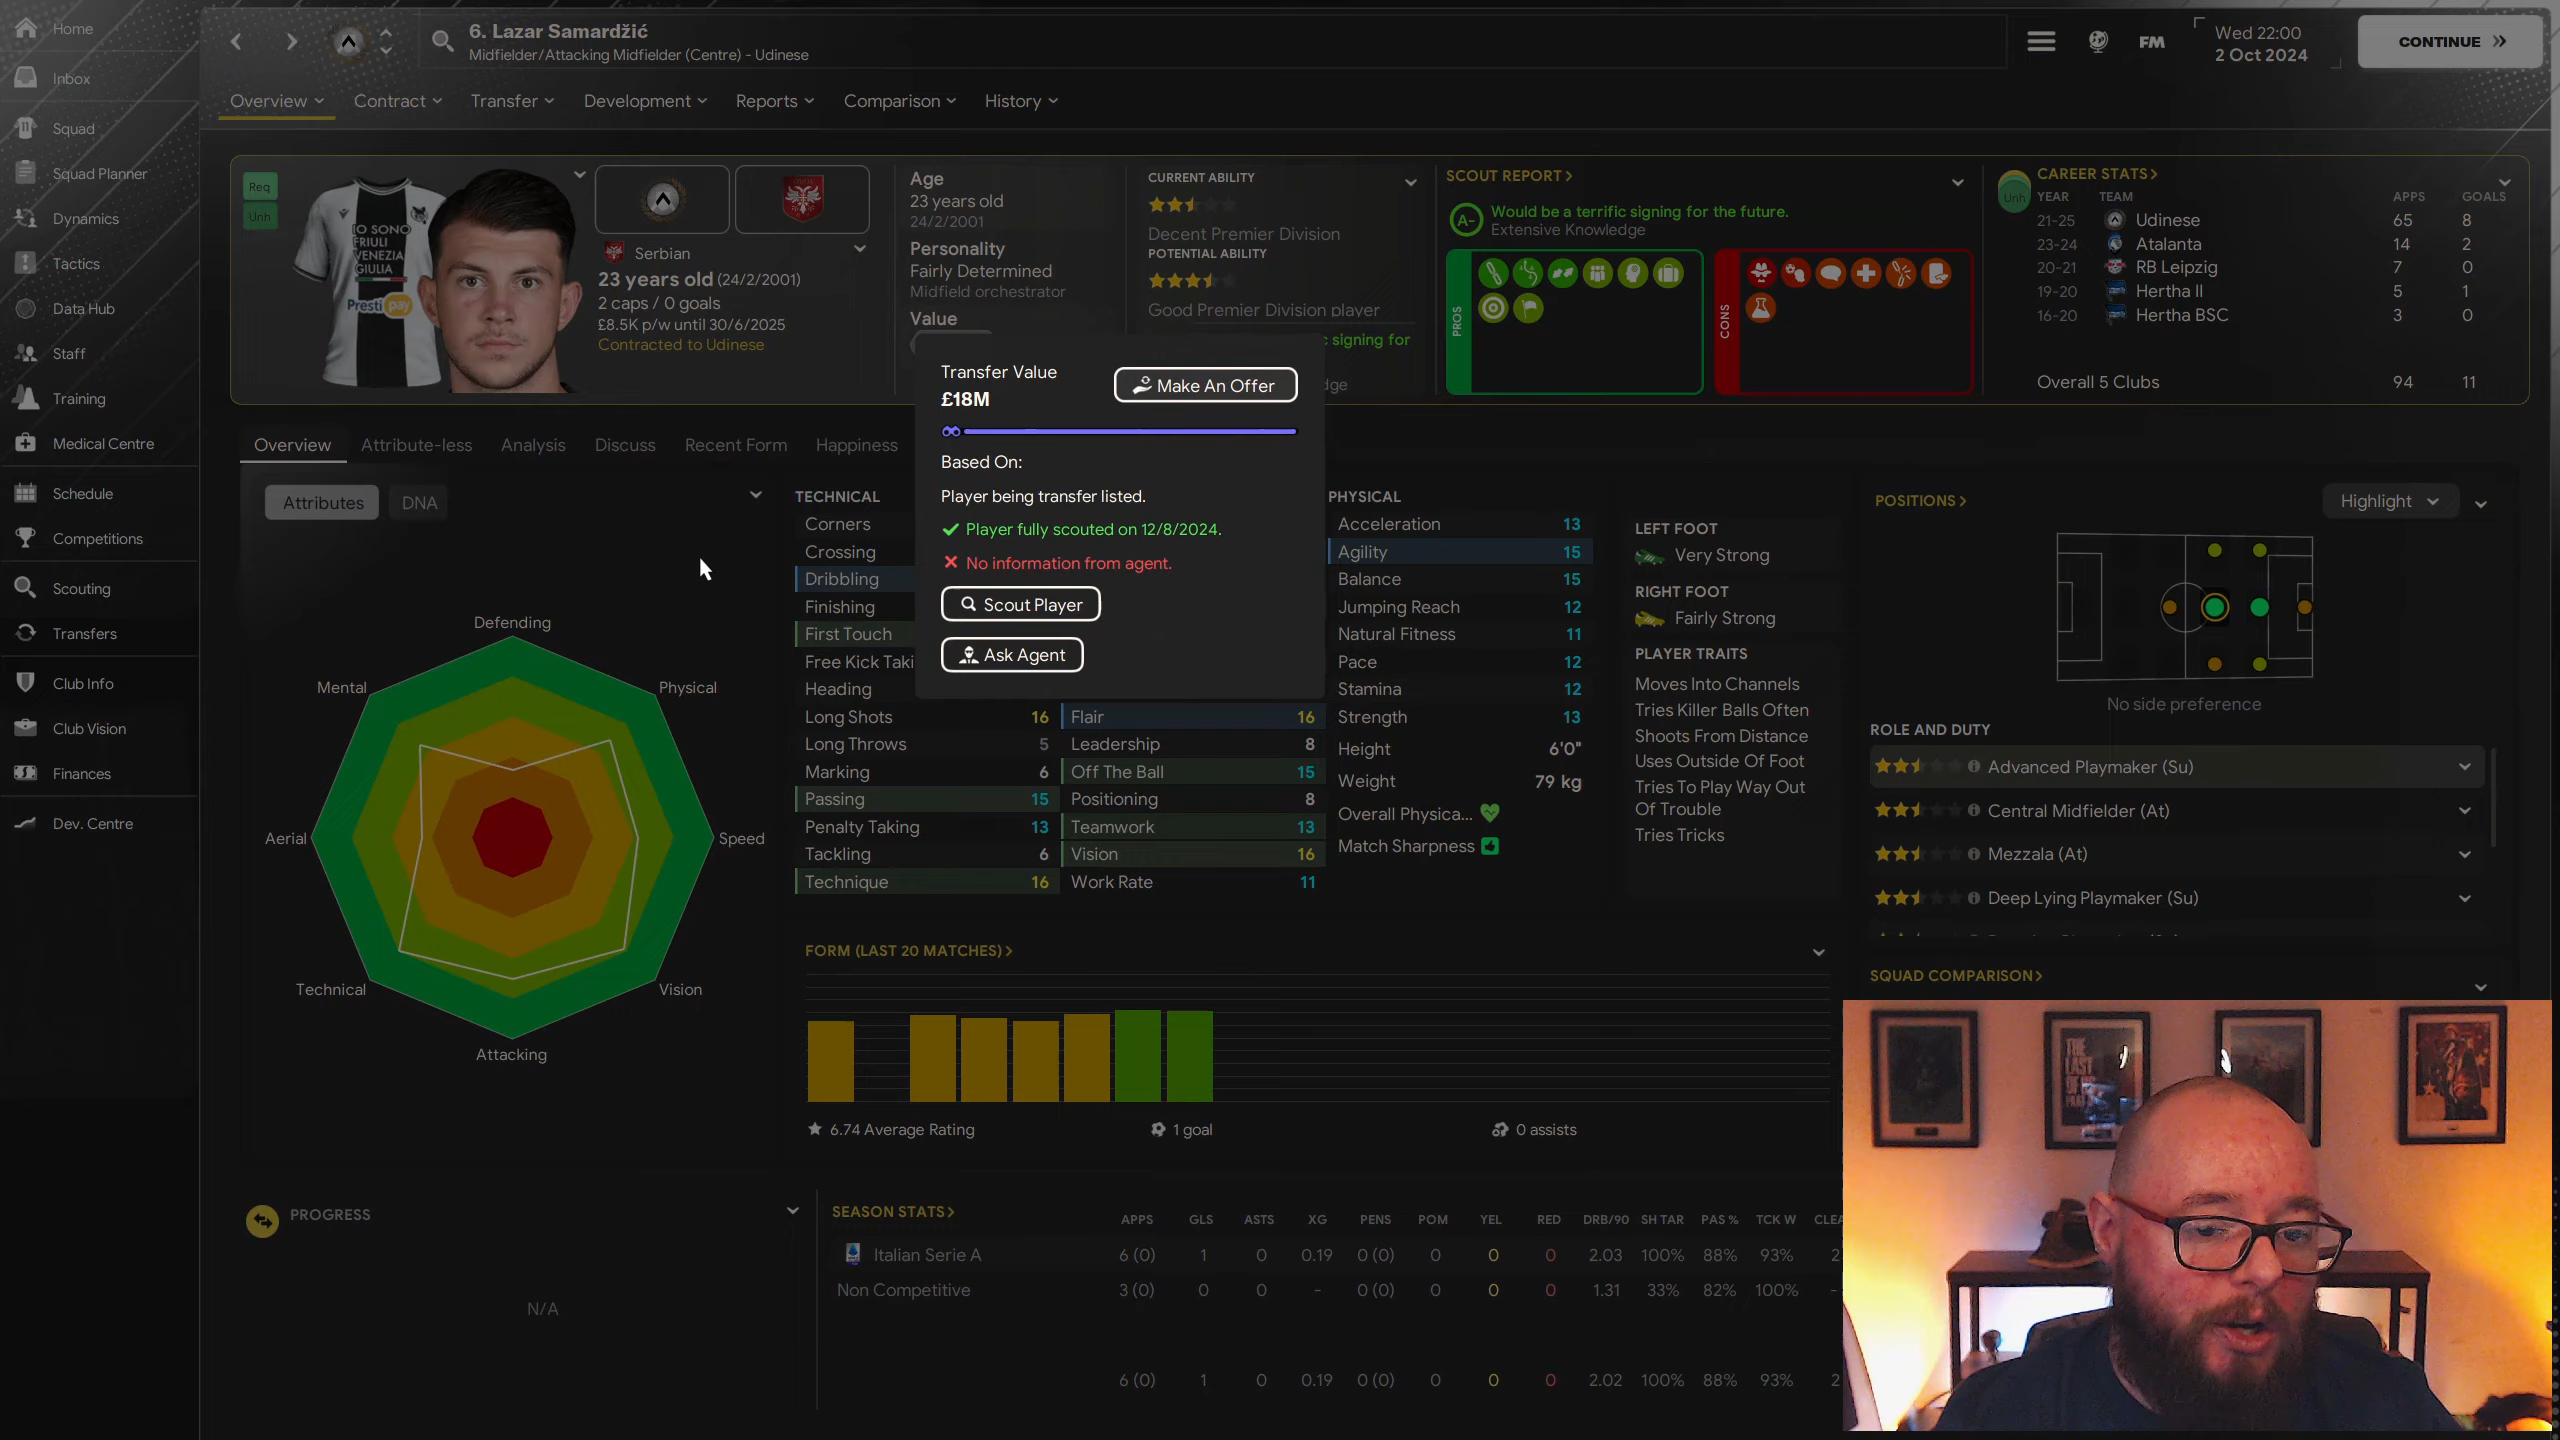 Home
Inbox
Squad
Squad Planner
Dynamics
Tactics
Data Hub
Staff
Training
Medical Centre
Schedule
Competitions
Scouting
Transfers
Club Info
Club Vision
Finances
Dev. Centre
6. Lazar Samardžić
Midfielder/Attacking Midfielder (Centre) - Udinese
FM
Wed 22:00
2 Oct 2024
CONTINUE
Overview
Contract
Transfer
Development
Reports
Comparison
History
Req
Unh
IO SONO
FRIULI
VENEZIA
GIULIA
Prestipay
Serbian
23 years old (24/2/2001)
2 caps / 0 goals
£8.5K p/w until 30/6/2025
Contracted to Udinese
Age
23 years old
24/2/2001
Personality
Fairly Determined
Midfield orchestrator
Value
CURRENT ABILITY
Decent Premier Division
POTENTIAL ABILITY
Good Premier Division player
signing for
SCOUT REPORT
A-
Would be a terrific signing for the future.
Extensive Knowledge
PROS
CONS
Unh
CAREER STATS
YEAR TEAM APPS GOALS
21-25 Udinese 65 8
23-24 Atalanta 14 2
20-21 RB Leipzig 7 0
19-20 Hertha II 5 1
16-20 Hertha BSC 3 0
Overall 5 Clubs 94 11
Transfer Value
£18M
Make An Offer
Based On:
Player being transfer listed.
Player fully scouted on 12/8/2024.
No information from agent.
Scout Player
Ask Agent
Overview
Attribute-less
Analysis
Discuss
Recent Form
Happiness
Attributes
DNA
Defending
Physical
Speed
Vision
Attacking
Technical
Aerial
Mental
TECHNICAL
Corners
Crossing
Dribbling
Finishing
First Touch
Free Kick Taki
Heading
Long Shots 16
Long Throws 5
Marking 6
Passing 15
Penalty Taking 13
Tackling 6
Technique 16
Flair 16
Leadership 8
Off The Ball 15
Positioning 8
Teamwork 13
Vision 16
Work Rate 11
PHYSICAL
Acceleration 13
Agility 15
Balance 15
Jumping Reach 12
Natural Fitness 11
Pace 12
Stamina 12
Strength 13
Height 6'0"
Weight 79 kg
Overall Physica...
Match Sharpness
LEFT FOOT
Very Strong
RIGHT FOOT
Fairly Strong
PLAYER TRAITS
Moves Into Channels
Tries Killer Balls Often
Shoots From Distance
Uses Outside Of Foot
Tries To Play Way Out
Of Trouble
Tries Tricks
POSITIONS
Highlight
No side preference
ROLE AND DUTY
Advanced Playmaker (Su)
Central Midfielder (At)
Mezzala (At)
Deep Lying Playmaker (Su)
SQUAD COMPARISON
FORM (LAST 20 MATCHES)
6.74 Average Rating
1 goal
0 assists
PROGRESS
N/A
SEASON STATS
APPS GLS ASTS XG PENS POM YEL RED DRB/90 SH TAR PAS % TCK W CLEA
Italian Serie A 6 (0) 1 0 0.19 0 (0) 0 0 0 2.03 100% 88% 93% 2
Non Competitive 3 (0) 0 0 - 0 (0) 0 0 0 1.31 33% 82% 100% -
6 (0) 1 0 0.19 0 (0) 0 0 0 2.02 100% 88% 93% 2
THE
LAST
OF